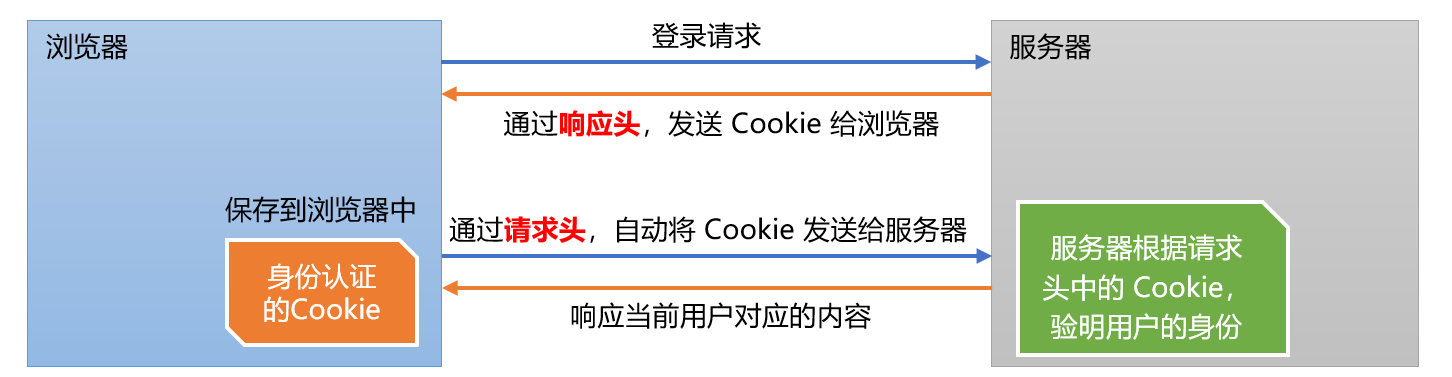 浏览器
登录请求
服务器
通过响应头，发送 Cookie 给浏览器
保存到浏览器中
通过请求头，自动将 Cookie 发送给服务器
身份认证
的Cookie
服务器根据请求
头中的 Cookie，
验明用户的身份
响应当前用户对应的内容